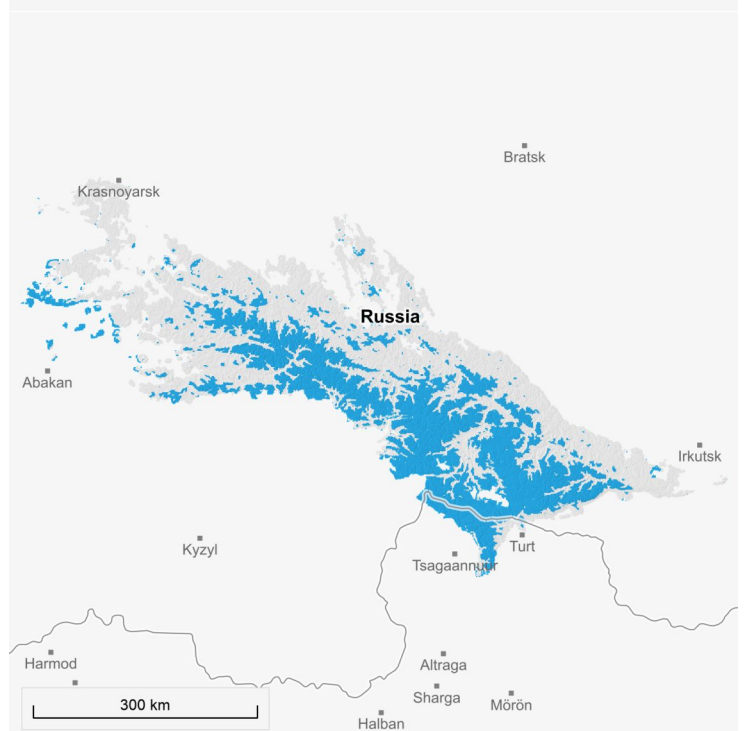 Bratsk
Krasnoyarsk
Russia
Abakan
Irkutsk
Kyzyl
Turt
Tsagaannuur
Harmod
Altraga
Sharga
Mörön
300 km
Halban